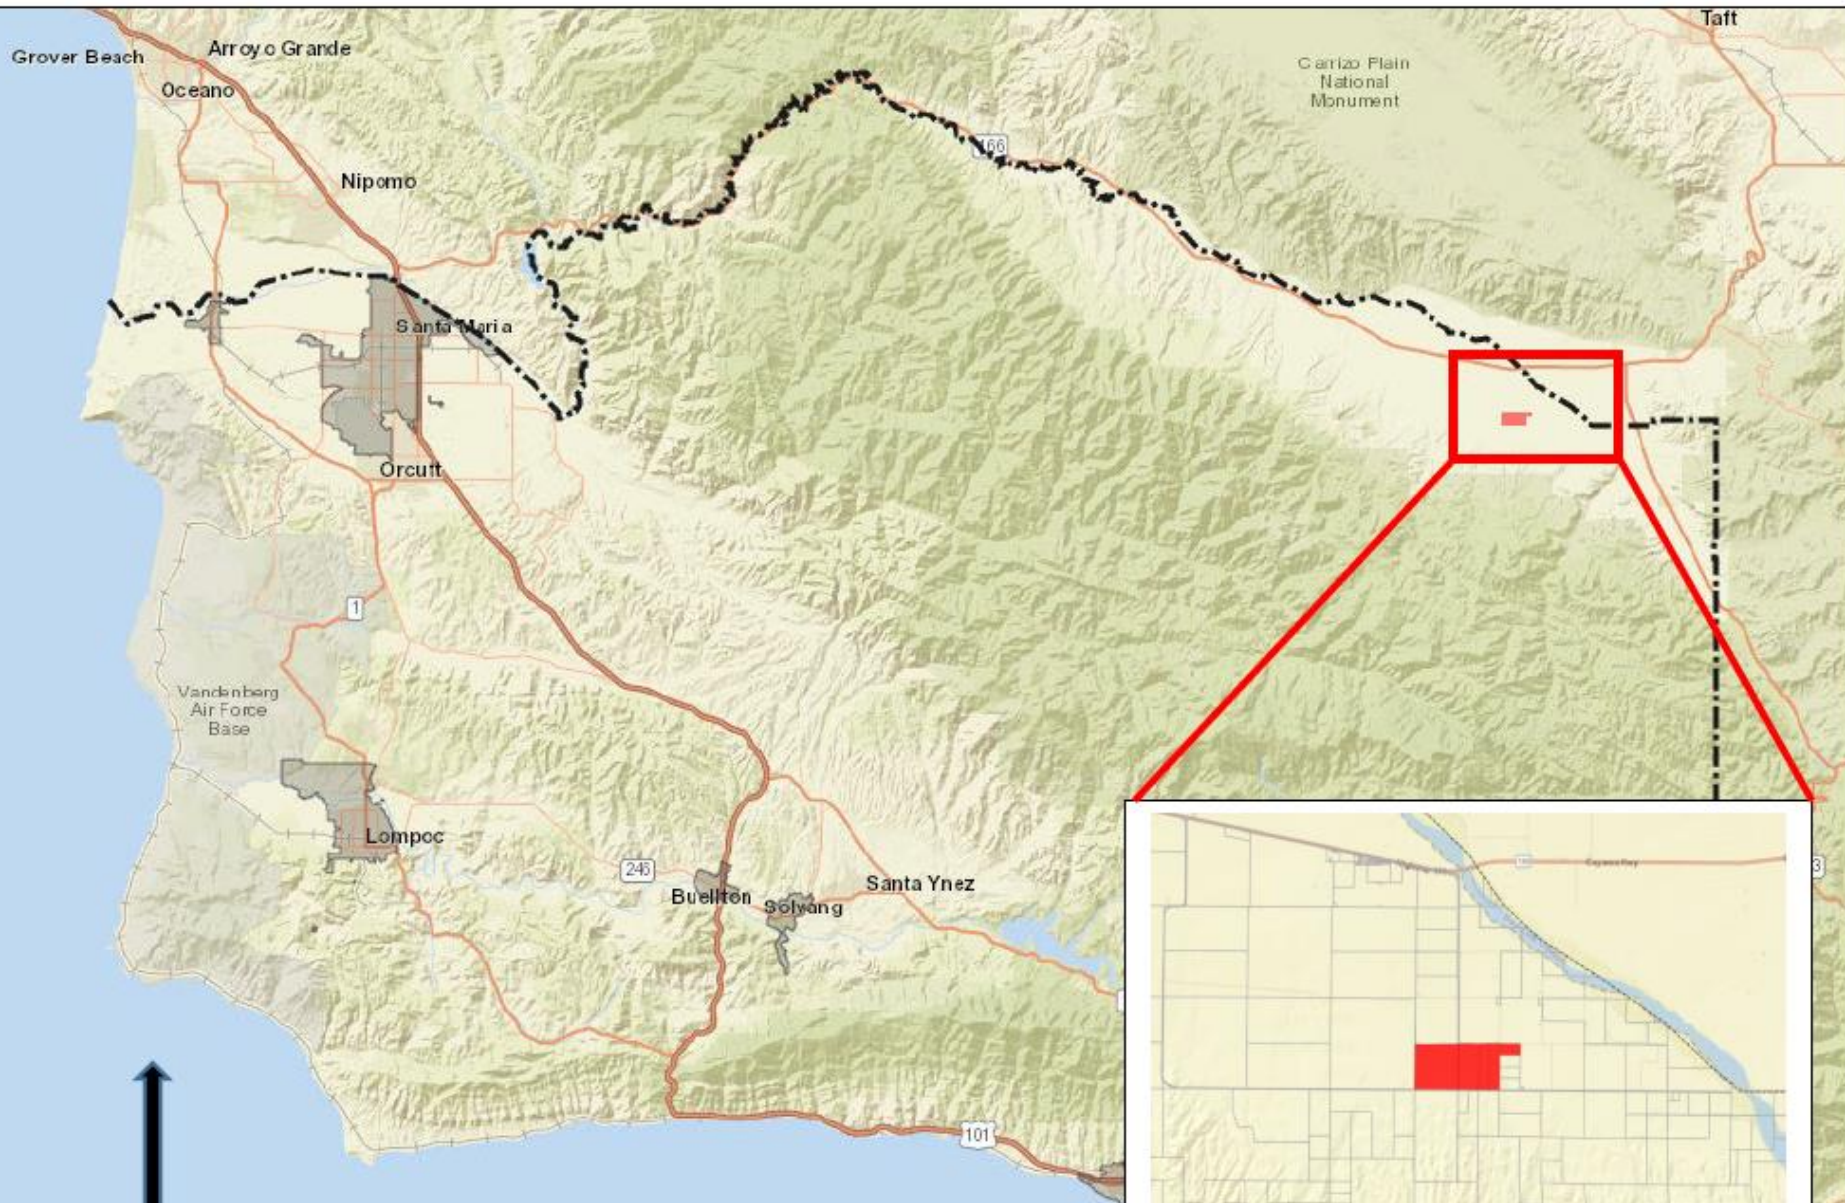 Taft
Arroyo Grande
Grover Beach
Oceano
Carrizo Plain
National
Monument
166
Nipomo
Santa Maria
Orcutt
1
Vandenberg
Air Force
Base
Lompoc
246
Buellton
Solvang
Santa Ynez
3
101